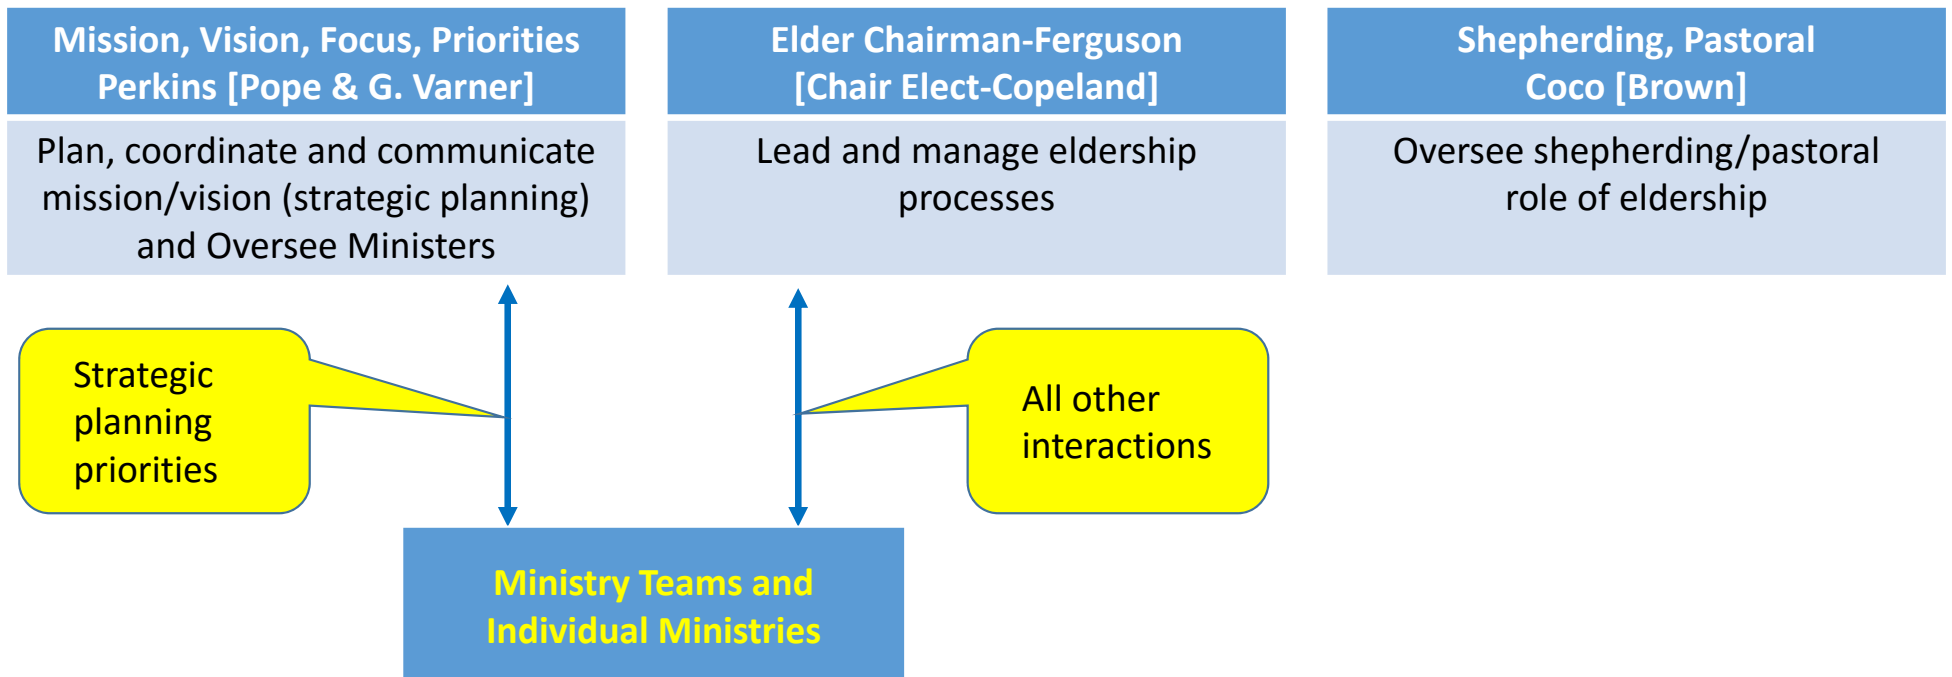 Mission, Vision, Focus, Priorities
Perkins [Pope & G. Varner]
Plan, coordinate and communicate
mission/vision (strategic planning)
and Oversee Ministers
Elder Chairman-Ferguson
[Chair Elect-Copeland]
Lead and manage eldership
processes
Shepherding, Pastoral
Coco [Brown]
Oversee shepherding/pastoral
role of eldership
Strategic
planning
priorities
All other
interactions
Ministry Teams and
Individual Ministries